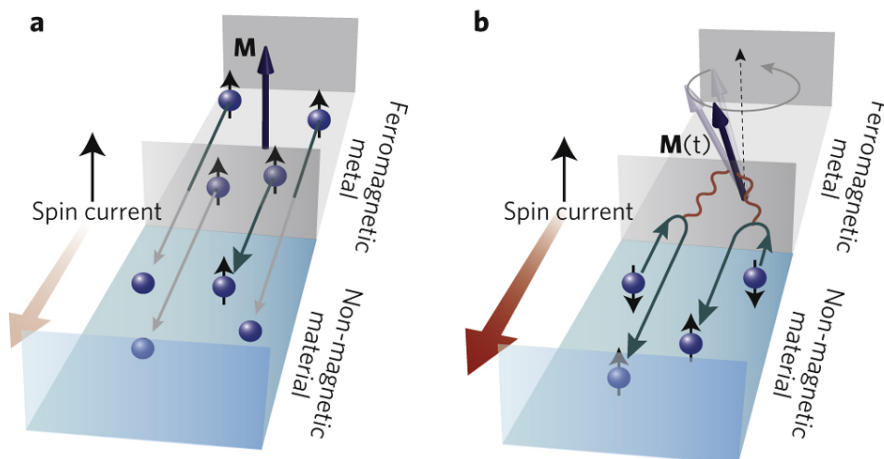 a
M
Ferromagnetic
metal
Spin current
Non-magnetic
material
b
M(t)
Ferromagnetic
metal
Spin current
Non-magnetic
material